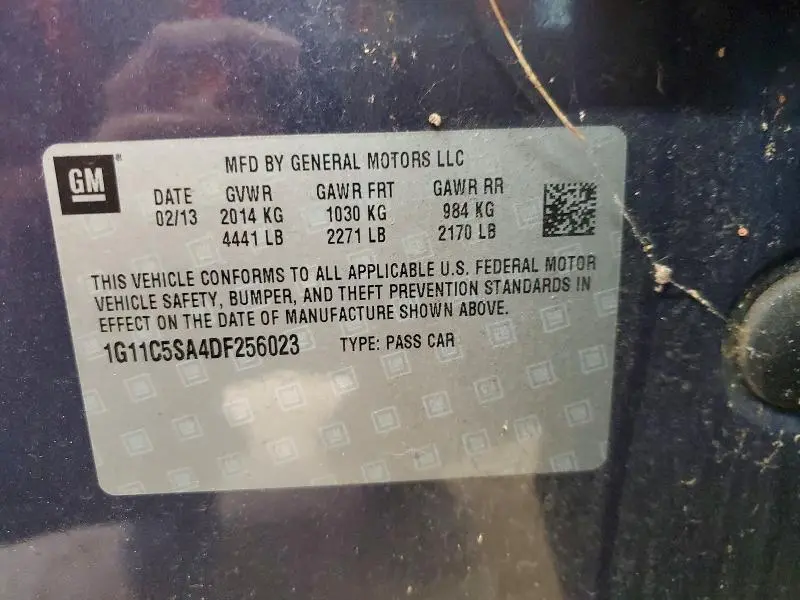 GM
MFD BY GENERAL MOTORS LLC
DATE GVWR GAWR FRT GAWR RR
02/13 2014 KG 1030 KG 984 KG
4441 LB 2271 LB 2170 LB
THIS VEHICLE CONFORMS TO ALL APPLICABLE U.S. FEDERAL MOTOR
VEHICLE SAFETY, BUMPER, AND THEFT PREVENTION STANDARDS IN
EFFECT ON THE DATE OF MANUFACTURE SHOWN ABOVE.
1G11C5SA4DF256023 TYPE: PASS CAR